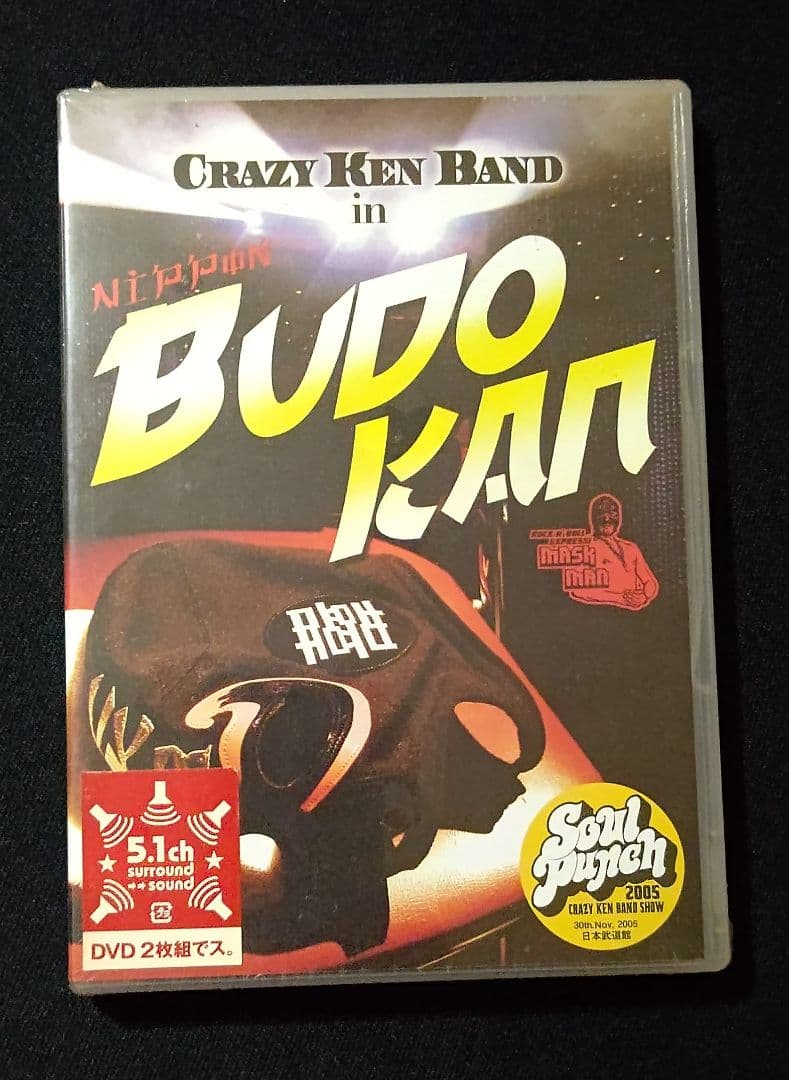 CRAZY KEN BAND
in
NIPPON
BUDO
KAN
ROCK'N'ROLL
EXPRESS!
MASK
MAN
5.1ch
surround
→→sound
DVD 2枚組でス。
Soul
Punch
2005
CRAZY KEN BAND SHOW
30th.Nov, 2005
日本武道館